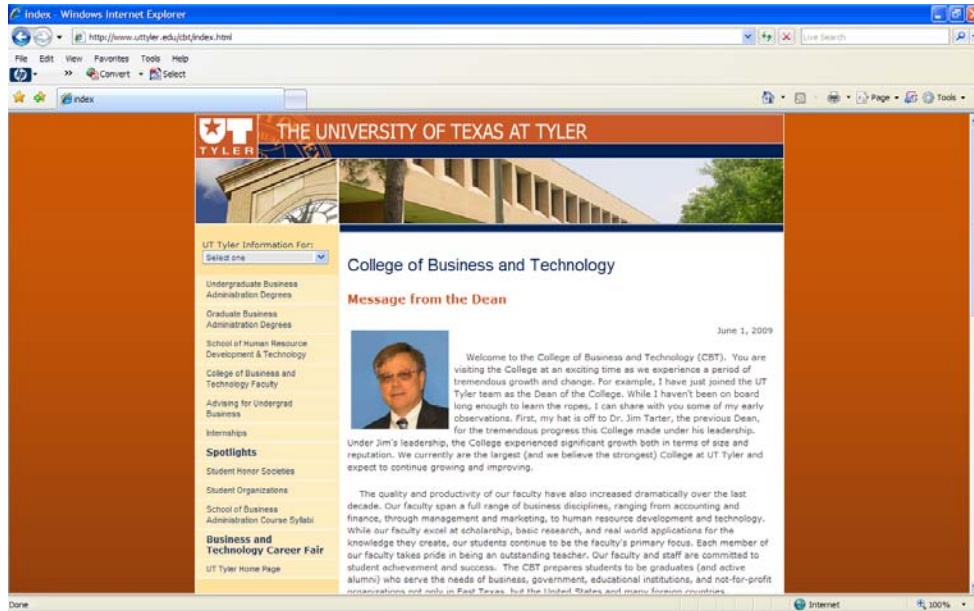 index - Windows Internet Explorer
http://www.uttyler.edu/cbt/index.html
Live Search
File Edit View Favorites Tools Help
» Convert Select
index
Page Tools
UT
TYLER
THE UNIVERSITY OF TEXAS AT TYLER
UT Tyler Information For:
Select one
Undergraduate Business
Administration Degrees
Graduate Business
Administration Degrees
School of Human Resource
Development & Technology
College of Business and
Technology Faculty
Advising for Undergrad
Business
Internships
Spotlights
Student Honor Societies
Student Organizations
School of Business
Administration Course Syllabi
Business and
Technology Career Fair
UT Tyler Home Page
College of Business and Technology
Message from the Dean
June 1, 2009
Welcome to the College of Business and Technology (CBT). You are
visiting the College at an exciting time as we experience a period of
tremendous growth and change. For example, I have just joined the UT
Tyler team as the Dean of the College. While I haven't been on board
long enough to learn the ropes, I can share with you some of my early
observations. First, my hat is off to Dr. Jim Tarter, the previous Dean,
for the tremendous progress this College made under his leadership.
Under Jim's leadership, the College experienced significant growth both in terms of size and
reputation. We currently are the largest (and we believe the strongest) College at UT Tyler and
expect to continue growing and improving.
The quality and productivity of our faculty have also increased dramatically over the last
decade. Our faculty span a full range of business disciplines, ranging from accounting and
finance, through management and marketing, to human resource development and technology.
While our faculty excel at scholarship, basic research, and real world applications for the
knowledge they create, our students continue to be the faculty's primary focus. Each member of
our faculty takes pride in being an outstanding teacher. Our faculty and staff are committed to
student achievement and success. The CBT prepares students to be graduates (and active
alumni) who serve the needs of business, government, educational institutions, and not-for-profit
organizations not only in East Texas, but the United States and many foreign countries
Done
Internet
100%